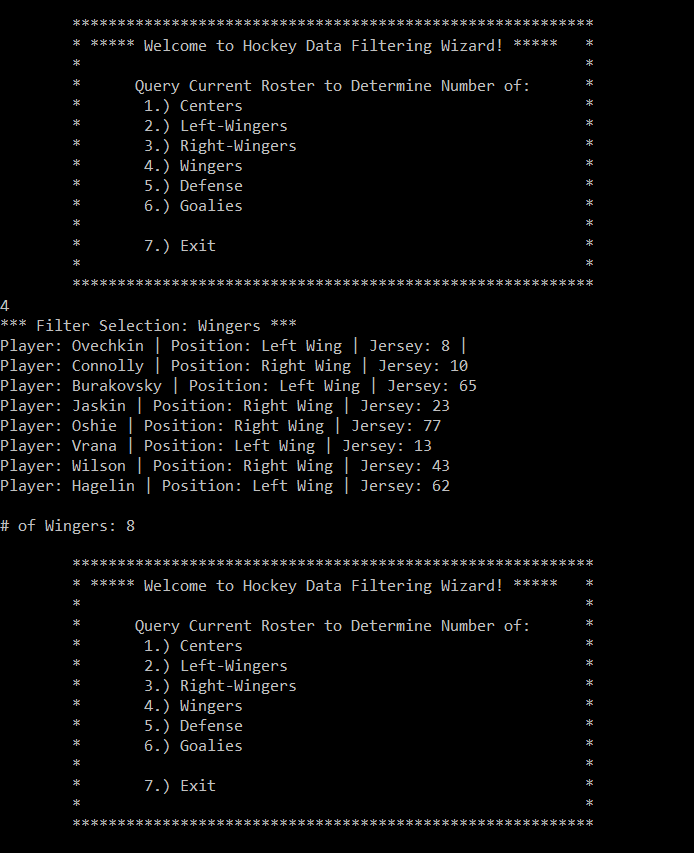 **********************************************************
* ***** Welcome to Hockey Data Filtering Wizard! *****   *
*                                                        *
*      Query Current Roster to Determine Number of:      *
*       1.) Centers                                      *
*       2.) Left-Wingers                                 *
*       3.) Right-Wingers                                *
*       4.) Wingers                                      *
*       5.) Defense                                      *
*       6.) Goalies                                      *
*                                                        *
*       7.) Exit                                         *
*                                                        *
**********************************************************
4
*** Filter Selection: Wingers ***
Player: Ovechkin | Position: Left Wing | Jersey: 8 |
Player: Connolly | Position: Right Wing | Jersey: 10
Player: Burakovsky | Position: Left Wing | Jersey: 65
Player: Jaskin | Position: Right Wing | Jersey: 23
Player: Oshie | Position: Right Wing | Jersey: 77
Player: Vrana | Position: Left Wing | Jersey: 13
Player: Wilson | Position: Right Wing | Jersey: 43
Player: Hagelin | Position: Left Wing | Jersey: 62
# of Wingers: 8
**********************************************************
* ***** Welcome to Hockey Data Filtering Wizard! *****   *
*                                                        *
*      Query Current Roster to Determine Number of:      *
*       1.) Centers                                      *
*       2.) Left-Wingers                                 *
*       3.) Right-Wingers                                *
*       4.) Wingers                                      *
*       5.) Defense                                      *
*       6.) Goalies                                      *
*                                                        *
*       7.) Exit                                         *
*                                                        *
**********************************************************